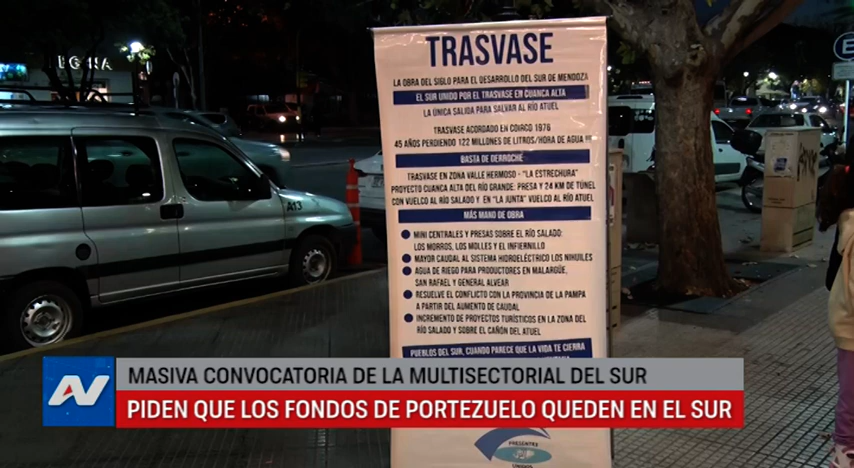 TRASVASE
LA OBRA DEL SIGLO PARA EL DESARROLLO DEL SUR DE MENDOZA
EL SUR UNIDO POR EL TRASVASE EN CUANCA ALTA
LA ÚNICA SALIDA PARA SALVAR AL RÍO ATUEL
TRASVASE ACORDADO EN COIRCO 1976
45 AÑOS PERDIENDO 122 MILLONES DE LITROS/HORA DE AGUA !!!
BASTA DE DERROCHE
TRASVASE EN ZONA VALLE HERMOSO - "LA ESTRECHURA"
PROYECTO CUANCA ALTA DEL RÍO GRANDE: PRESA Y 24 KM DE TÚNEL
CON VUELCO AL RÍO SALADO Y EN "LA JUNTA" VUELCO AL RÍO ATUEL
MÁS MANO DE OBRA
MINI CENTRALES Y PRESAS SOBRE EL RÍO SALADO:
LOS MORROS, LOS MOLLES Y EL INFIERNILLO
MAYOR CAUDAL AL SISTEMA HIDROELÉCTRICO LOS NIHUILES
AGUA DE RIEGO PARA PRODUCTORES EN MALARGÜE,
SAN RAFAEL Y GENERAL ALVEAR
RESUELVE EL CONFLICTO CON LA PROVINCIA DE LA PAMPA
A PARTIR DEL AUMENTO DE CAUDAL
INCREMENTO DE PROYECTOS TURÍSTICOS EN LA ZONA DEL
RÍO SALADO Y SOBRE EL CAÑÓN DEL ATUEL
PUEBLOS DEL SUR, CUANDO PARECE QUE LA VIDA TE CIERRA
PRESENTES
UNIDOS
A13
E
AV
MASIVA CONVOCATORIA DE LA MULTISECTORIAL DEL SUR
PIDEN QUE LOS FONDOS DE PORTEZUELO QUEDEN EN EL SUR